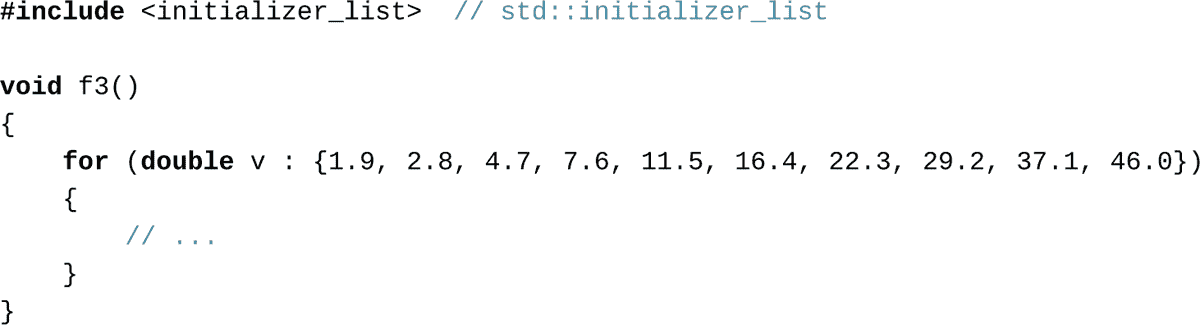 #include <initializer_list>  // std::initializer_list

void f3()
{
    for (double v : {1.9, 2.8, 4.7, 7.6, 11.5, 16.4, 22.3, 29.2, 37.1, 46.0})
    {
        // ...
    }
}